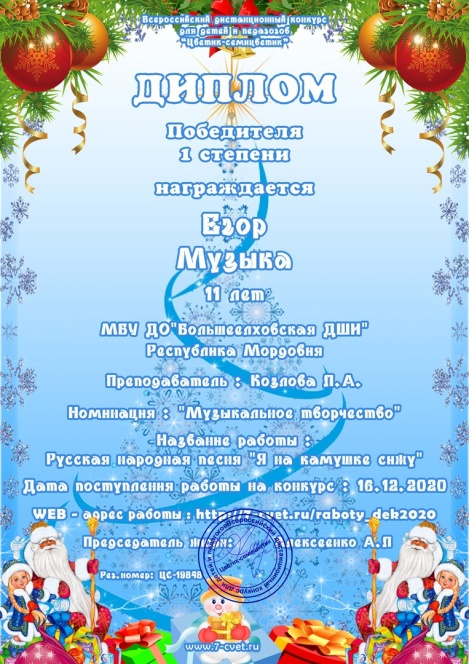 Всероссийский дистанционный конкурс
для детей и педагогов
"Цветик-семицветик"
ДИПЛОМ
Победителя
1 степени
награждается
Егор
Музыка
11 лет
МБУ ДО"Большеелховская ДШИ"
Республика Мордовия
Преподаватель : Козлова Л.А.
Номинация : "Музыкальное творчество"
Название работы :
Русская народная песня "Я на камушке сижу"
Дата поступления работы на конкурс : 16.12.2020
WEB - адрес работы : http://7-cvet.ru/raboty_dek2020
Председатель жюри: Алексеенко А.П
Рег.номер: ЦС-19848
www.7-cvet.ru